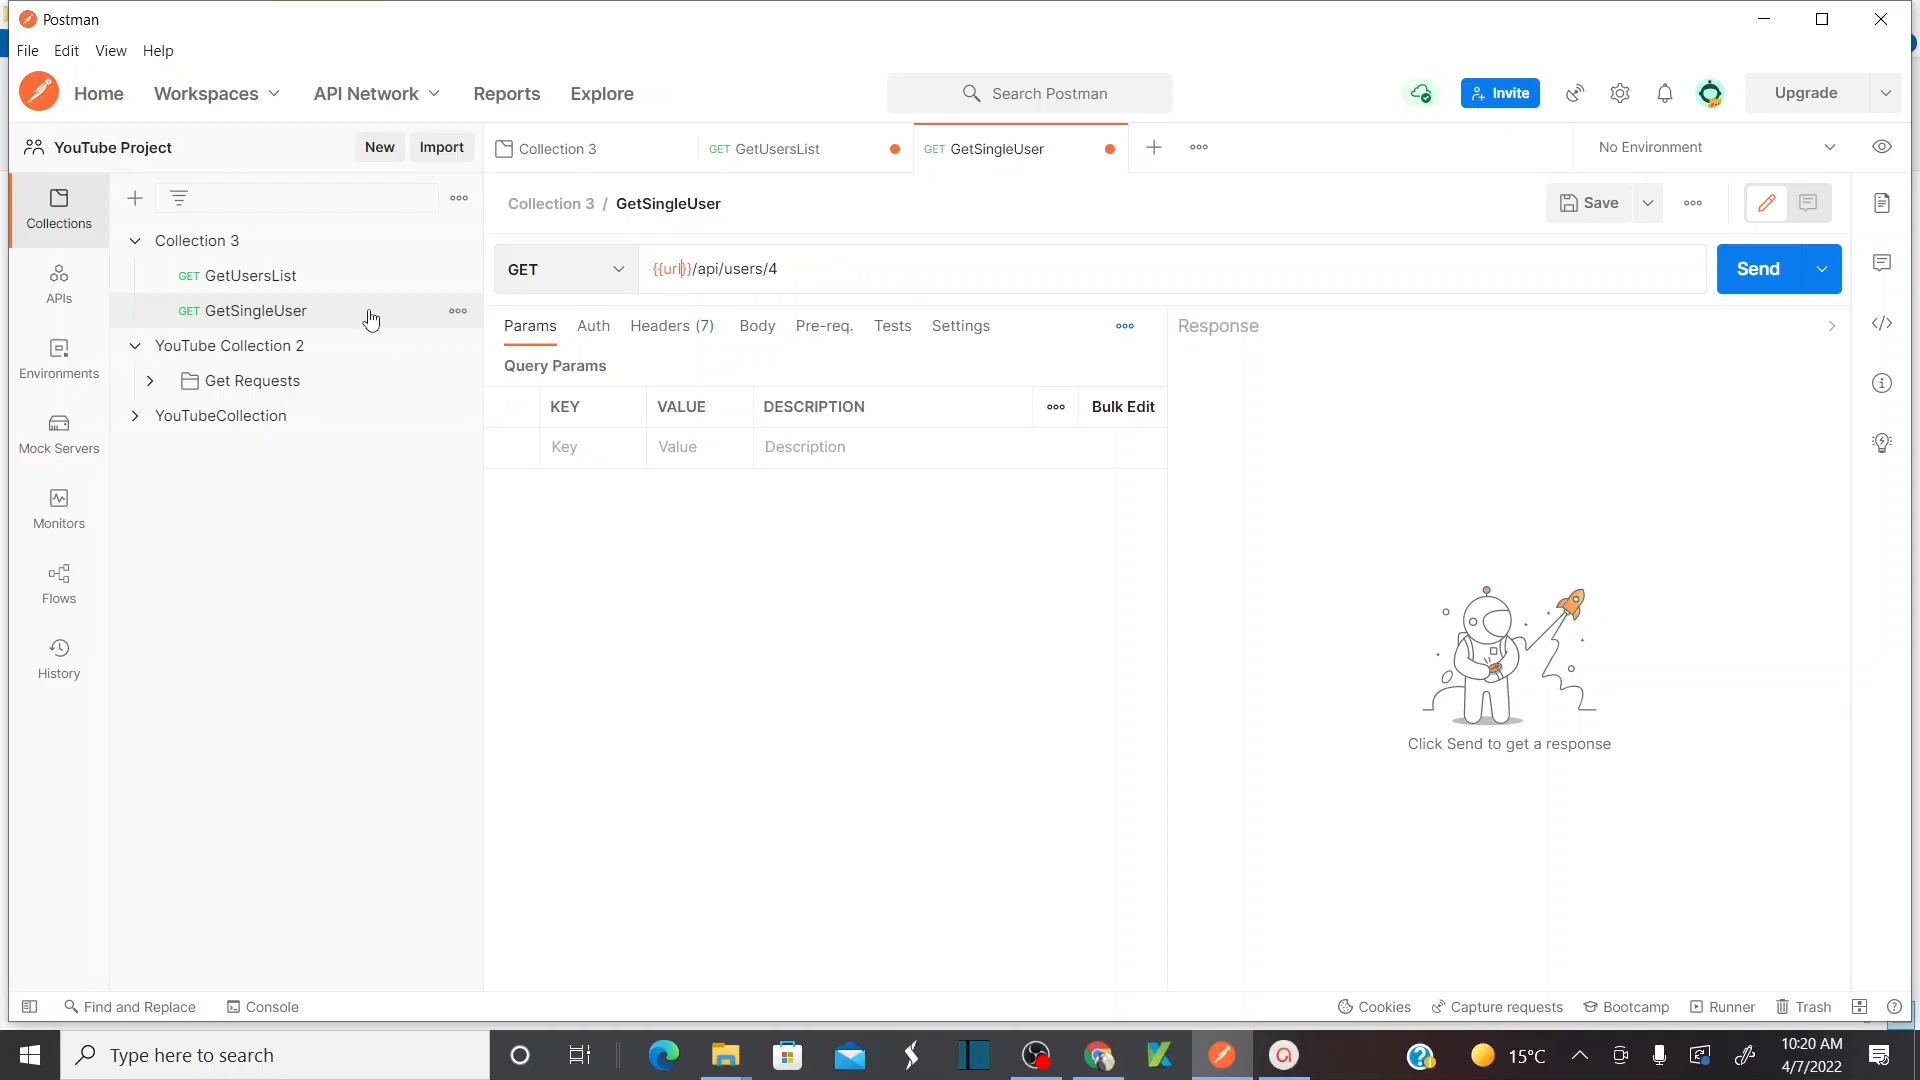 Postman
File Edit View Help
Home Workspaces API Network Reports Explore Search Postman Invite Upgrade
YouTube Project New Import Collection 3 GET GetUsersList GET GetSingleUser No Environment
Collections
APIs
Environments
Mock Servers
Monitors
Flows
History
Collection 3
GET GetUsersList
GET GetSingleUser
YouTube Collection 2
Get Requests
YouTubeCollection
Collection 3 / GetSingleUser Save
GET {{url}}/api/users/4 Send
Params Auth Headers (7) Body Pre-req. Tests Settings
Query Params
KEY VALUE DESCRIPTION Bulk Edit
Key Value Description
Response
Click Send to get a response
Find and Replace Console Cookies Capture requests Bootcamp Runner Trash
Type here to search 15°C 10:20 AM
4/7/2022